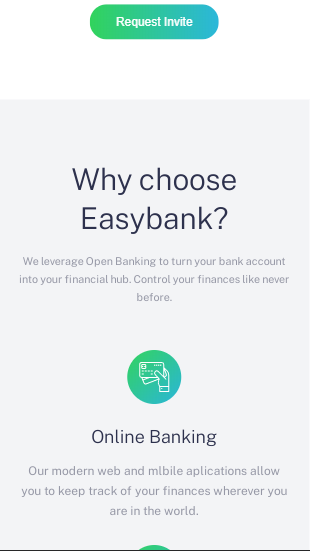 Request Invite
Why choose
Easybank?
We leverage Open Banking to turn your bank account
into your financial hub. Control your finances like never
before.
Online Banking
Our modern web and mlbile aplications allow
you to keep track of your finances wherever you
are in the world.